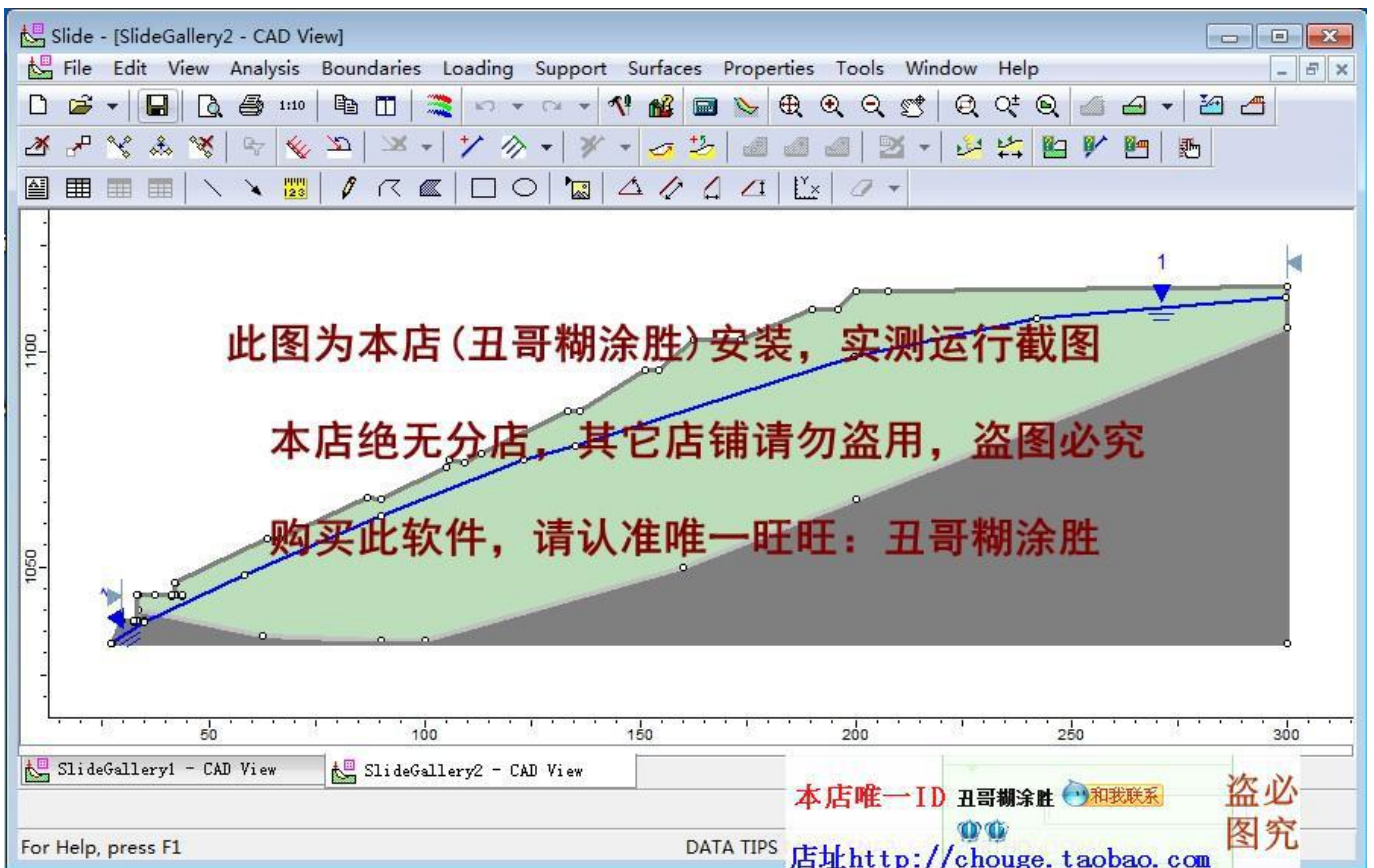 Slide - [SlideGallery2 - CAD View]
File Edit View Analysis Boundaries Loading Support Surfaces Properties Tools Window Help
1:10
1
1100
此图为本店(丑哥糊涂胜)安装，实测运行截图
本店绝无分店，其它店铺请勿盗用，盗图必究
购买此软件，请认准唯一旺旺：丑哥糊涂胜
1050
50 100 150 200 250 300
SlideGallery1 - CAD View SlideGallery2 - CAD View
本店唯一ID 丑哥糊涂胜 和我联系 盗必
图究
For Help, press F1 DATA TIPS
店址http://chouge.taobao.com